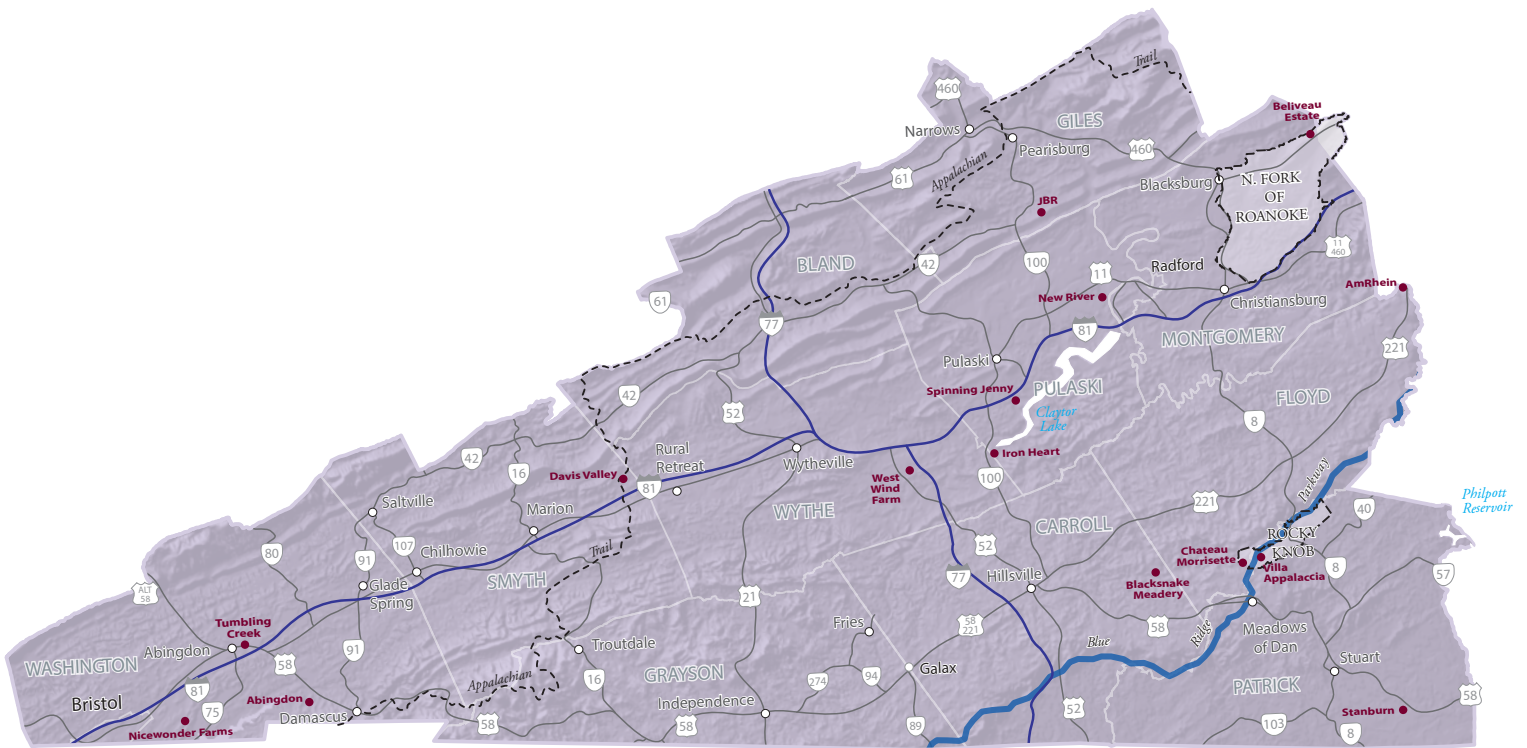 Trail
460
Beliveau
Estate
GILES
Narrows
Pearisburg
460
Appalachian
61
Blacksburg
N. FORK
OF
ROANOKE
JBR
11
460
BLAND
42
100
11
Radford
AmRhein
New River
61
Christiansburg
77
81
MONTGOMERY
221
Pulaski
Spinning Jenny
PULASKI
42
FLOYD
52
Claytor
Lake
8
Rural
Retreat
Wytheville
Iron Heart
42
16
Davis Valley
81
West
Wind
Farm
100
Parkway
Saltville
Marion
WYTHE
221
40
Philpott
Reservoir
CARROLL
ROCKY
KNOB
80
107
Chilhowie
Trail
52
Chateau
Morrisette
91
Villa
Appalaccia
8
57
ALT
58
Glade
Spring
SMYTH
77
Hillsville
Blacksnake
Meadery
21
Tumbling
Creek
Fries
58
221
58
Meadows
of Dan
Abingdon
91
Troutdale
Blue
Ridge
WASHINGTON
58
Stuart
Appalachian
16
GRAYSON
274
94
Galax
PATRICK
81
Bristol
Abingdon
Independence
58
75
Damascus
58
58
89
52
103
Stanburn
8
Nicewonder Farms